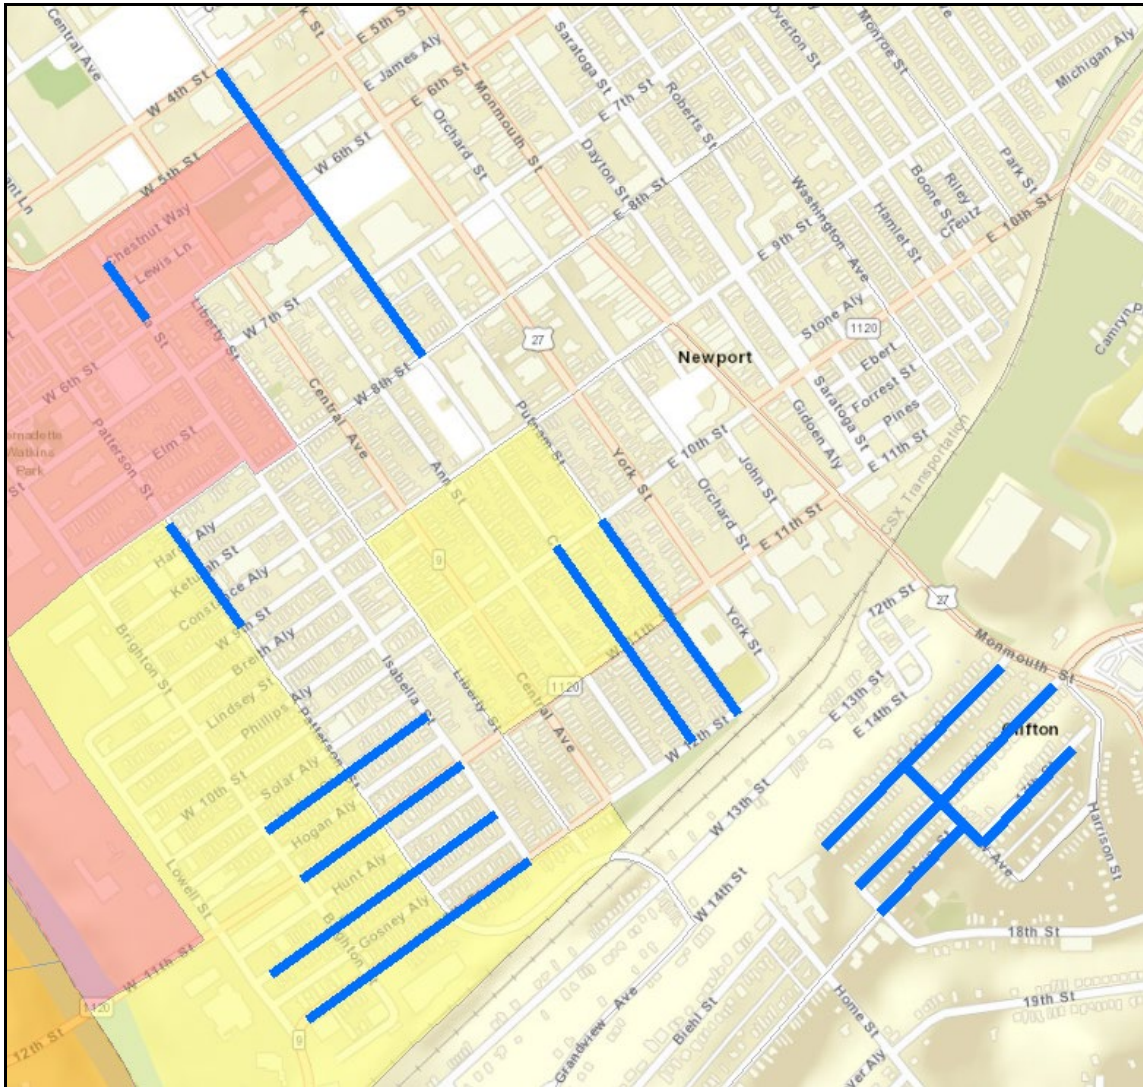 Central Ave
W 4th St
E 5th St
E James Aly
E 6th St
Monmouth St
Orchard St
Saratoga St
E 7th St
Roberts St
Overton St
Monroe St
Michigan Aly
W 5th St
W 6th St
Dayton St
E 8th St
Washington Ave
Park St
Riley
Boone St
Creutz
Hamlet St
E 9th St
E 10th St
Chestnut Way
Lewis Ln
Liberty St
W 7th St
27
Stone Aly
1120
Newport
Ebert
Forrest St
Pines
Saratoga St
Gidoen Aly
E 11th St
W 6th St
W 8th St
Central Ave
Patterson St
Elm St
Watkins
Park
Ann St
Putnam St
York St
E 10th St
Orchard St
John St
E 11th St
CSX Transportation
Keturah St
Constance Aly
W 9th St
9
Brighton St
Lindsey St
Phillips Aly
Isabella St
Patterson St
Liberty St
1120
Central Ave
York St
W 12th St
12th St
27
Monmouth St
E 13th St
E 14th St
Solar Aly
W 10th St
Hogan Aly
Hunt Aly
Gosney Aly
Lowell St
W 11th St
1120
12th St
9
W 13th St
W 14th St
Harrison St
18th St
19th St
Grandview Ave
Biehl St
Home St